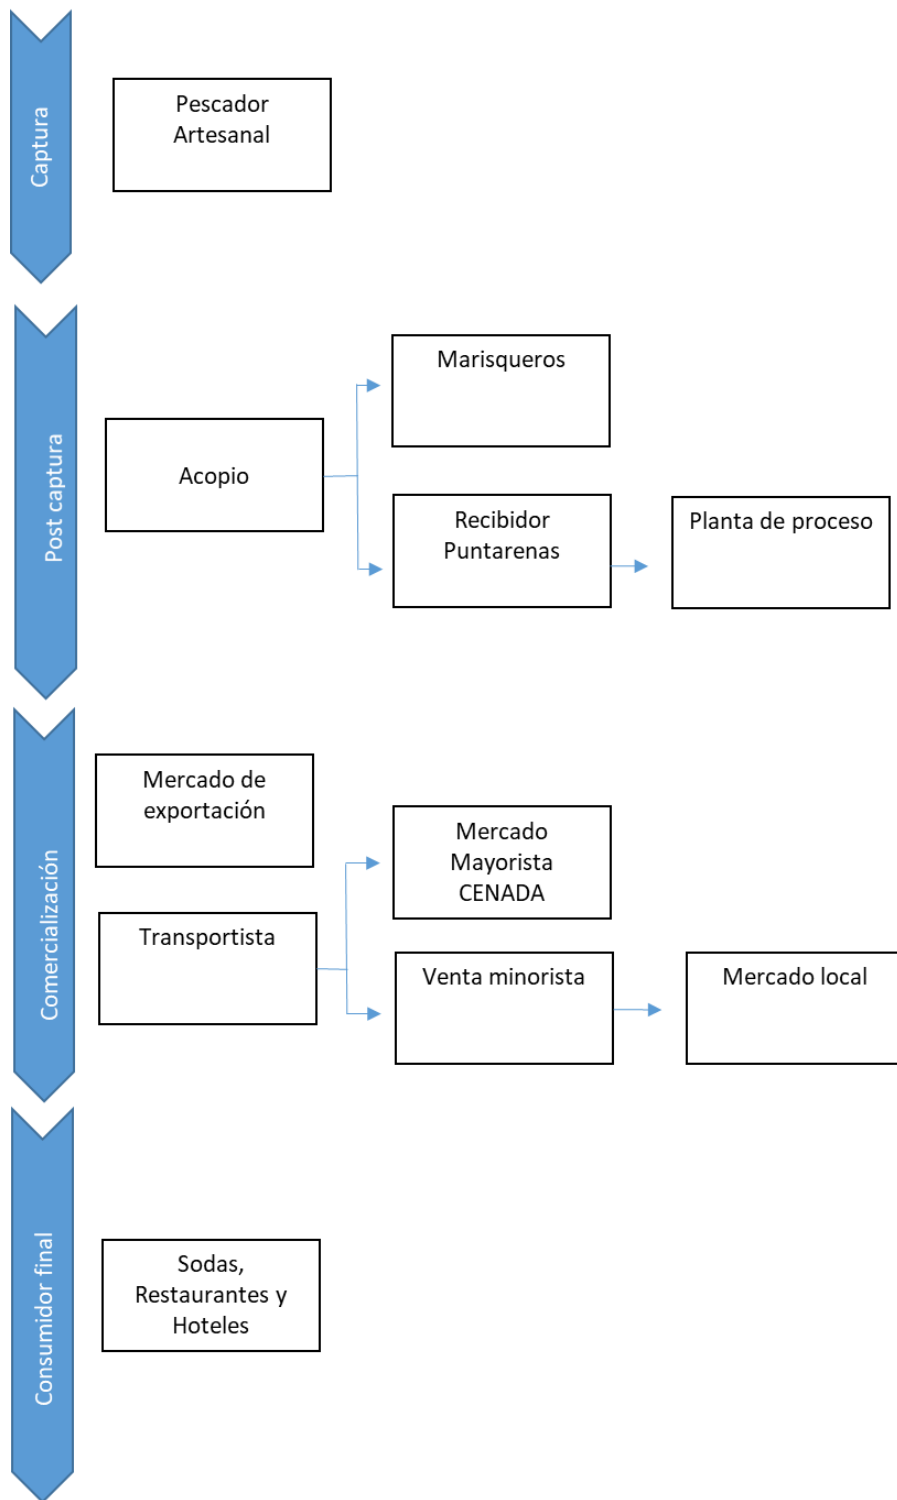 Captura
Pescador
Artesanal
Post captura
Acopio
Marisqueros
Recibidor
Puntarenas
Planta de proceso
Comercialización
Mercado de
exportación
Transportista
Mercado
Mayorista
CENADA
Venta minorista
Mercado local
Consumidor final
Sodas,
Restaurantes y
Hoteles